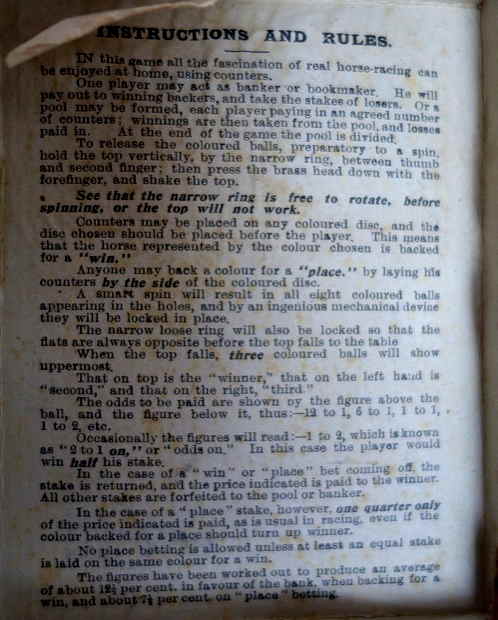 INSTRUCTIONS AND RULES.
IN this game all the fascination of real horse-racing can
be enjoyed at home, using counters.
One player may act as banker or bookmaker. He will
pay out to winning backers, and take the stakes of losers. Or a
pool may be formed, each player paying in an agreed number
of counters; winnings are then taken from the pool, and losses
paid in. At the end of the game the pool is divided.
To release the coloured balls, preparatory to a spin,
hold the top vertically, by the narrow ring, between thumb
and second finger; then press the brass head down with the
forefinger, and shake the top.
See that the narrow ring is free to rotate, before
spinning, or the top will not work.
Counters may be placed on any coloured disc, and the
disc chosen should be placed before the player. This means
that the horse represented by the colour chosen is backed
for a "win."
Anyone may back a colour for a "place," by laying his
counters by the side of the coloured disc.
A smart spin will result in all eight coloured balls
appearing in the holes, and by an ingenious mechanical device
they will be locked in place.
The narrow loose ring will also be locked so that the
flats are always opposite before the top falls to the table
When the top falls, three coloured balls will show
uppermost.
That on top is the "winner," that on the left hand is
"second," and that on the right, "third."
The odds to be paid are shown by the figure above the
ball, and the figure below it, thus:—12 to 1, 6 to 1, 1 to 1,
1 to 2, etc.
Occasionally the figures will read:—1 to 2, which is known
as "2 to 1 on," or "odds on." In this case the player would
win half his stake.
In the case of a "win" or "place" bet coming off, the
stake is returned, and the price indicated is paid to the winner.
All other stakes are forfeited to the pool or banker.
In the case of a "place" stake, however, one quarter only
of the price indicated is paid, as is usual in racing, even if the
colour backed for a place should turn up winner.
No place betting is allowed unless at least an equal stake
is laid on the same colour for a win.
The figures have been worked out to produce an average
of about 12½ per cent. in favour of the bank, when backing for a
win, and about 7½ per cent. on "place" betting.